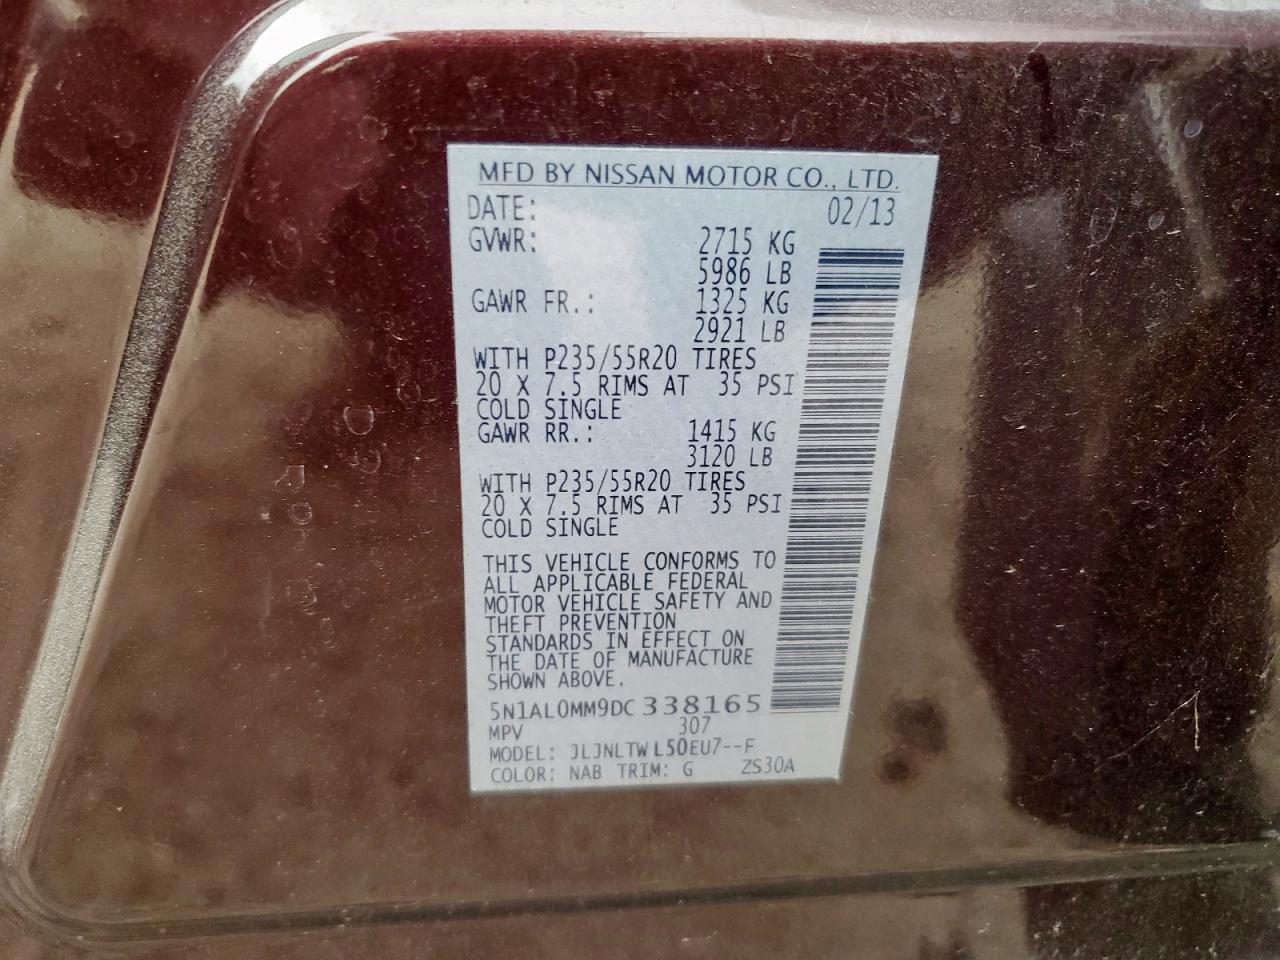 MFD BY NISSAN MOTOR CO., LTD.
DATE: 02/13
GVWR: 2715 KG
5986 LB
GAWR FR.: 1325 KG
2921 LB
WITH P235/55R20 TIRES
20 X 7.5 RIMS AT 35 PSI
COLD SINGLE
GAWR RR.: 1415 KG
3120 LB
WITH P235/55R20 TIRES
20 X 7.5 RIMS AT 35 PSI
COLD SINGLE
THIS VEHICLE CONFORMS TO
ALL APPLICABLE FEDERAL
MOTOR VEHICLE SAFETY AND
THEFT PREVENTION
STANDARDS IN EFFECT ON
THE DATE OF MANUFACTURE
SHOWN ABOVE.
5N1AL0MM9DC338165
MPV 307
MODEL: JLJNLTWL50EU7--F
COLOR: NAB TRIM: G ZS30A